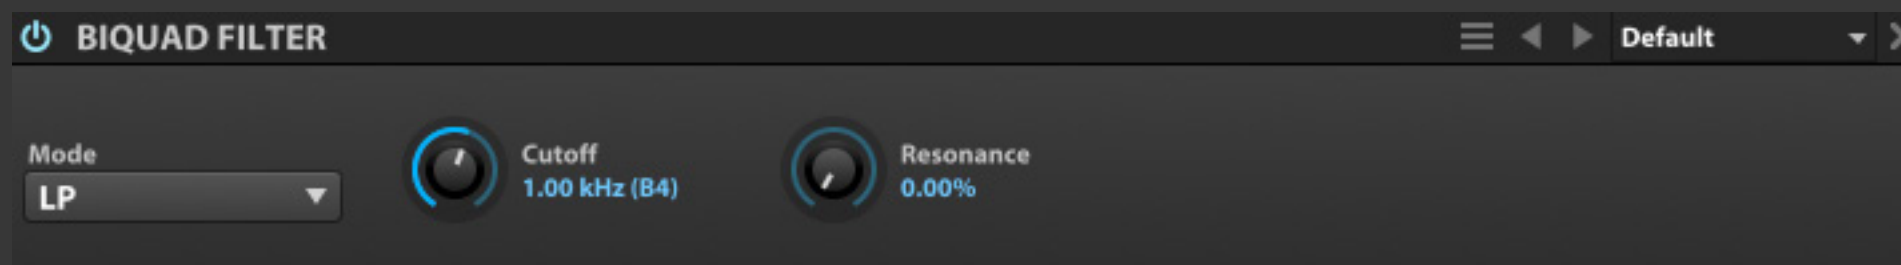 BIQUAD FILTER
Default
Mode
LP
Cutoff
1.00 kHz (B4)
Resonance
0.00%